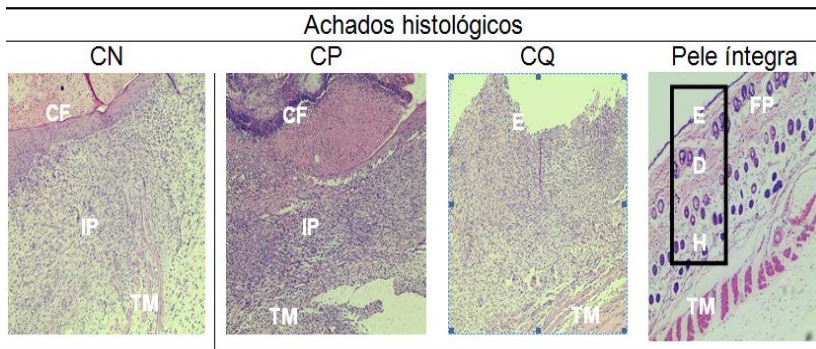 Achados histológicos
CN CP CQ Pele íntegra
CF CF E E FP
D
IP IP H
TM TM TM TM